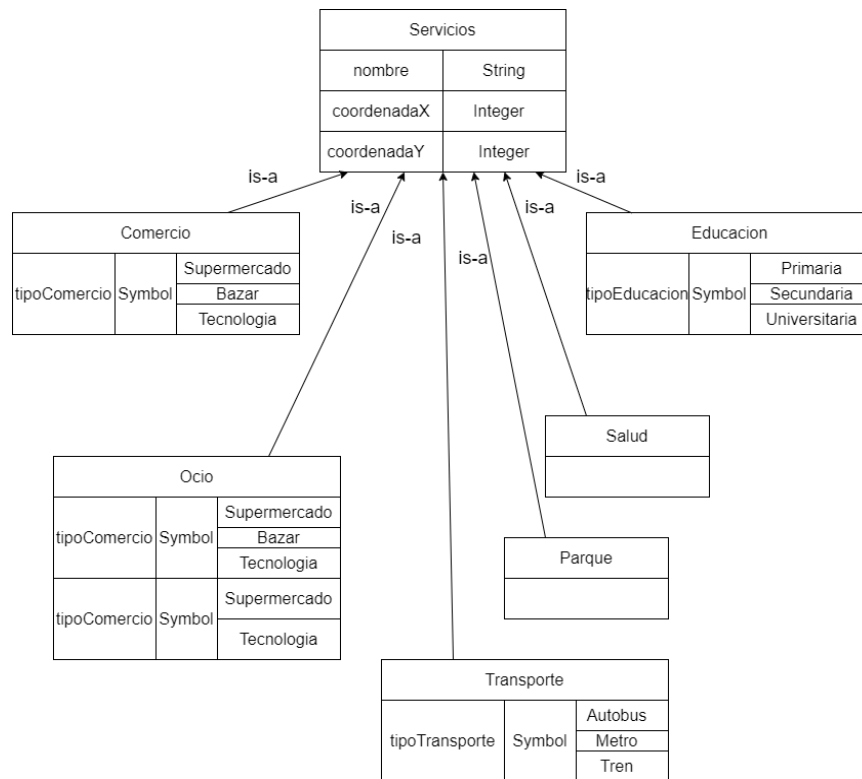 Servicios
nombre String
coordenadaX Integer
coordenadaY Integer
is-a
is-a
is-a
is-a
is-a
is-a
Comercio
tipoComercio Symbol Supermercado
Bazar
Tecnologia
Educacion
tipoEducacion Symbol Primaria
Secundaria
Universitaria
Salud
Ocio
tipoComercio Symbol Supermercado
Bazar
Tecnologia
tipoComercio Symbol Supermercado
Tecnologia
Parque
Transporte
tipoTransporte Symbol Autobus
Metro
Tren